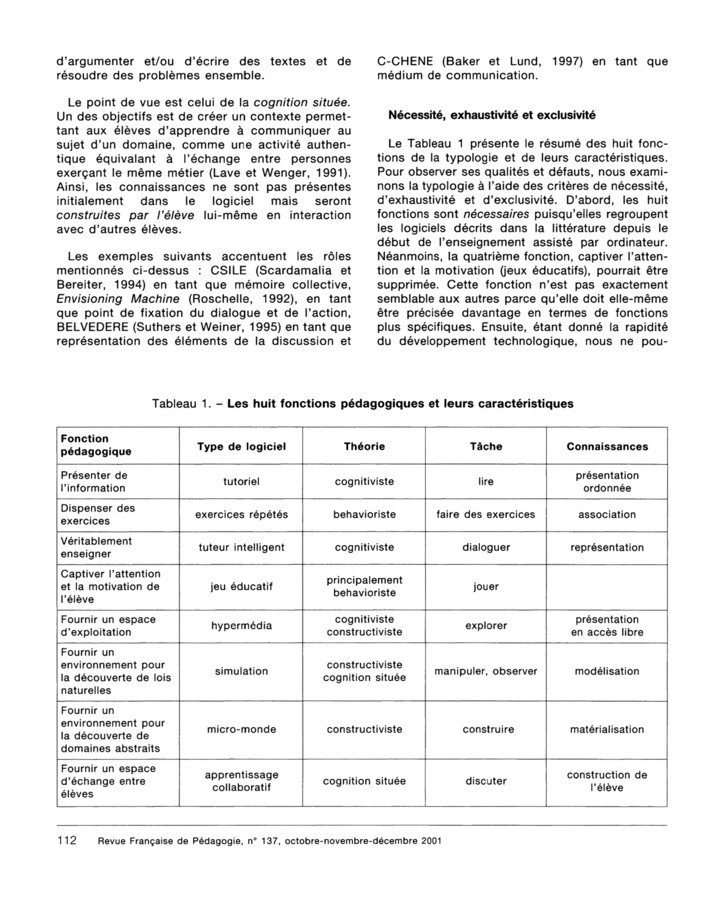 d'argumenter et/ou d'écrire des textes et de
résoudre des problèmes ensemble.
Le point de vue est celui de la cognition située.
Un des objectifs est de créer un contexte permet-
tant aux élèves d'apprendre à communiquer au
sujet d'un domaine, comme une activité authen-
tique équivalant à l'échange entre personnes
exerçant le même métier (Lave et Wenger, 1991).
Ainsi, les connaissances ne sont pas présentes
initialement dans le logiciel mais seront
construites par l'élève lui-même en interaction
avec d'autres élèves.
Les exemples suivants accentuent les rôles
mentionnés ci-dessus : CSILE (Scardamalia et
Bereiter, 1994) en tant que mémoire collective,
Envisioning Machine (Roschelle, 1992), en tant
que point de fixation du dialogue et de l'action,
BELVEDERE (Suthers et Weiner, 1995) en tant que
représentation des éléments de la discussion et
C-CHENE (Baker et Lund, 1997) en tant que
médium de communication.
Nécessité, exhaustivité et exclusivité
Le Tableau 1 présente le résumé des huit fonc-
tions de la typologie et de leurs caractéristiques.
Pour observer ses qualités et défauts, nous exami-
nons la typologie à l'aide des critères de nécessité,
d'exhaustivité et d'exclusivité. D'abord, les huit
fonctions sont nécessaires puisqu'elles regroupent
les logiciels décrits dans la littérature depuis le
début de l'enseignement assisté par ordinateur.
Néanmoins, la quatrième fonction, captiver l'atten-
tion et la motivation (jeux éducatifs), pourrait être
supprimée. Cette fonction n'est pas exactement
semblable aux autres parce qu'elle doit elle-même
être précisée davantage en termes de fonctions
plus spécifiques. Ensuite, étant donné la rapidité
du développement technologique, nous ne pou-
Tableau 1. – Les huit fonctions pédagogiques et leurs caractéristiques
Fonction
pédagogique
Type de logiciel
Théorie
Tâche
Connaissances
Présenter de
l'information
tutoriel
cognitiviste
lire
présentation
ordonnée
Dispenser des
exercices
exercices répétés
behavioriste
faire des exercices
association
Véritablement
enseigner
tuteur intelligent
cognitiviste
dialoguer
représentation
Captiver l'attention
et la motivation de
l'élève
jeu éducatif
principalement
behavioriste
jouer
Fournir un espace
d'exploitation
hypermédia
cognitiviste
constructiviste
explorer
présentation
en accès libre
Fournir un
environnement pour
la découverte de lois
naturelles
simulation
constructiviste
cognition située
manipuler, observer
modélisation
Fournir un
environnement pour
la découverte de
domaines abstraits
micro-monde
constructiviste
construire
matérialisation
Fournir un espace
d'échange entre
élèves
apprentissage
collaboratif
cognition située
discuter
construction de
l'élève
112 Revue Française de Pédagogie, n° 137, octobre-novembre-décembre 2001